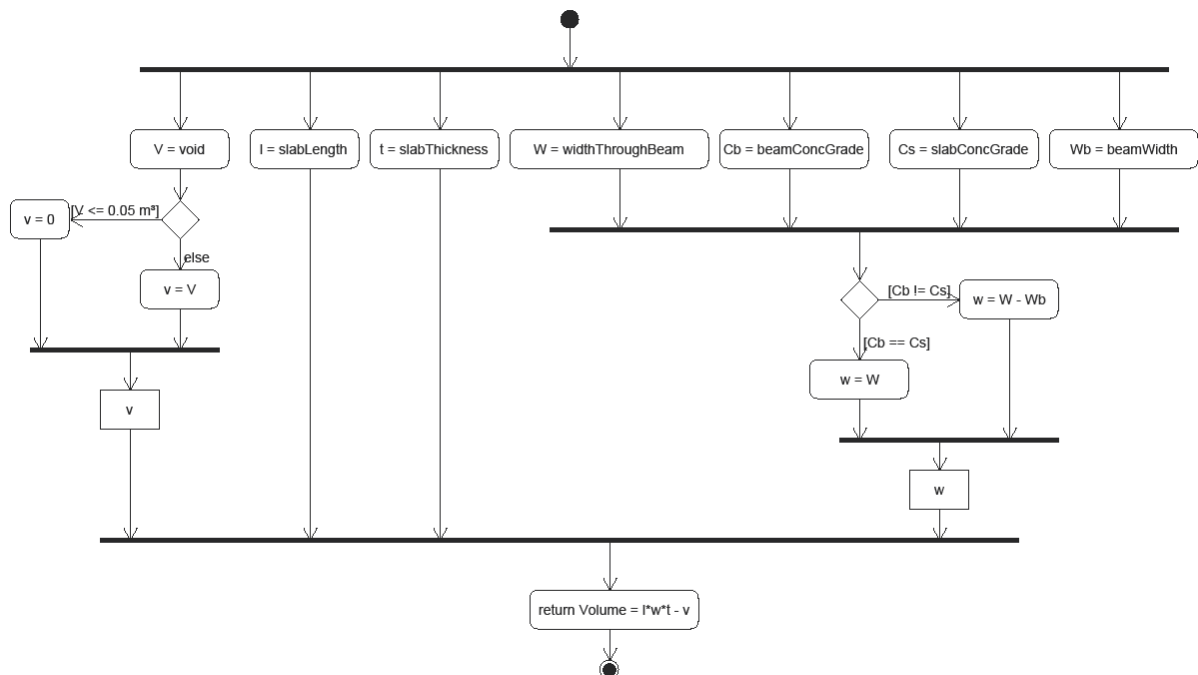 V = void
l = slabLength
t = slabThickness
W = widthThroughBeam
Cb = beamConcGrade
Cs = slabConcGrade
Wb = beamWidth
v = 0
[V <= 0.05 m³]
else
v = V
[Cb != Cs]
w = W - Wb
[Cb == Cs]
w = W
v
w
return Volume = l*w*t - v